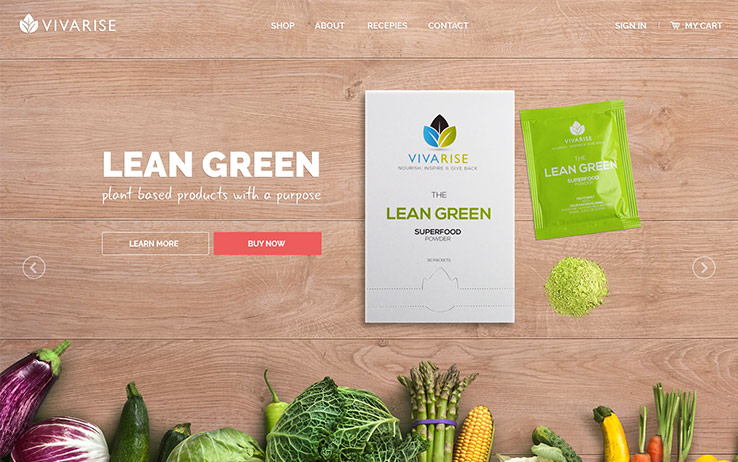 VIVARISE
SHOP ABOUT RECEPIES CONTACT
SIGN IN | MY CART
LEAN GREEN
plant based products with a purpose
LEARN MORE
BUY NOW
VIVARISE
NOURISH, INSPIRE & GIVE BACK
THE
LEAN GREEN
SUPERFOOD
POWDER
30 PACKETS
VIVARISE
THE
LEAN GREEN
SUPERFOOD
POWDER